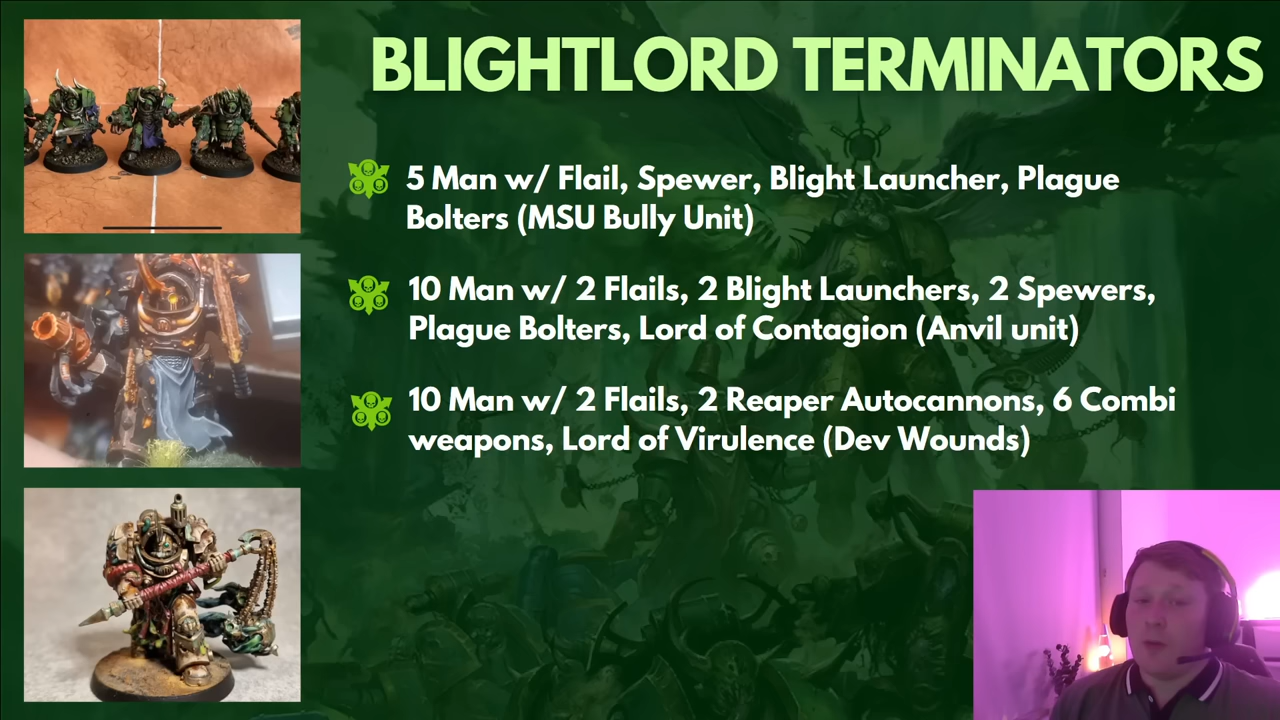 BLIGHTLORD TERMINATORS
5 Man w/ Flail, Spewer, Blight Launcher, Plague
Bolters (MSU Bully Unit)
10 Man w/ 2 Flails, 2 Blight Launchers, 2 Spewers,
Plague Bolters, Lord of Contagion (Anvil unit)
10 Man w/ 2 Flails, 2 Reaper Autocannons, 6 Combi
weapons, Lord of Virulence (Dev Wounds)